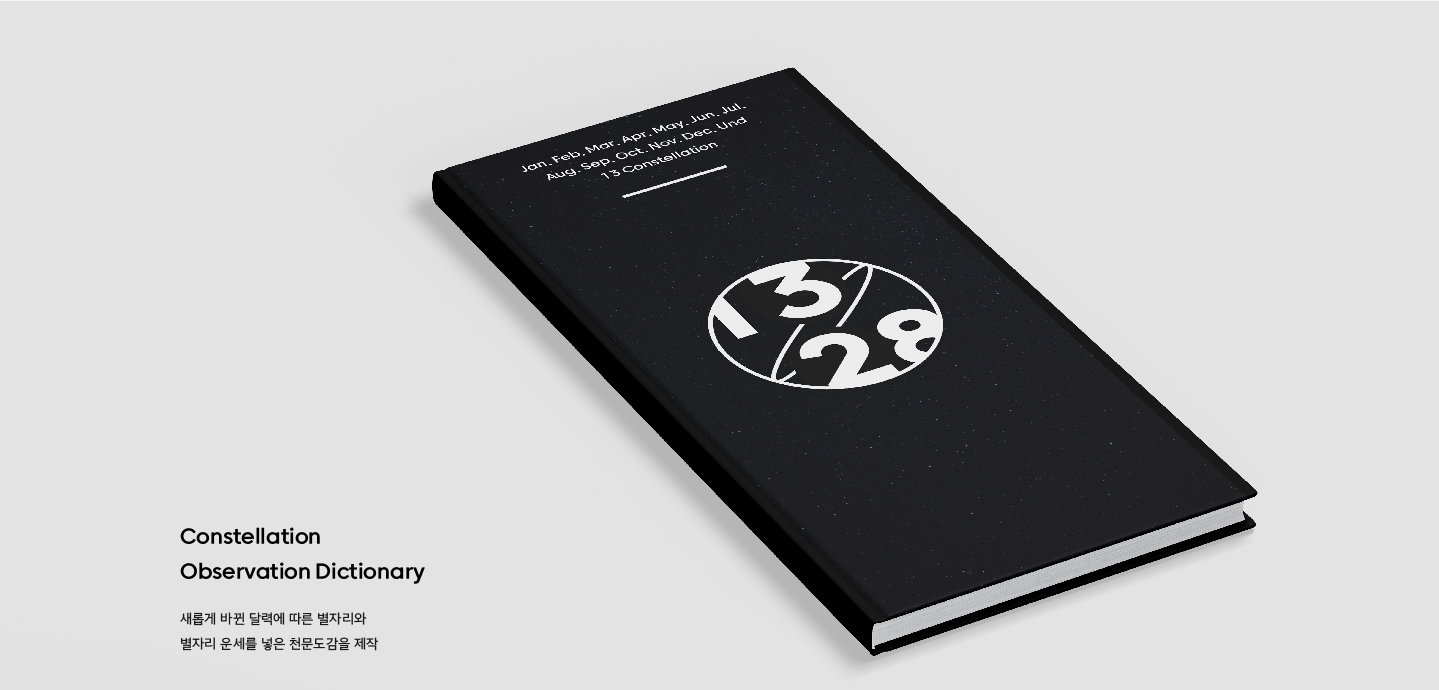 Jan. Feb. Mar. Apr. May. Jun. Jul.
Aug. Sep. Oct. Nov. Dec. Und
13 Constellation
13
28
Constellation
Observation Dictionary
새롭게 바뀐 달력에 따른 별자리와
별자리 운세를 넣은 천문도감을 제작